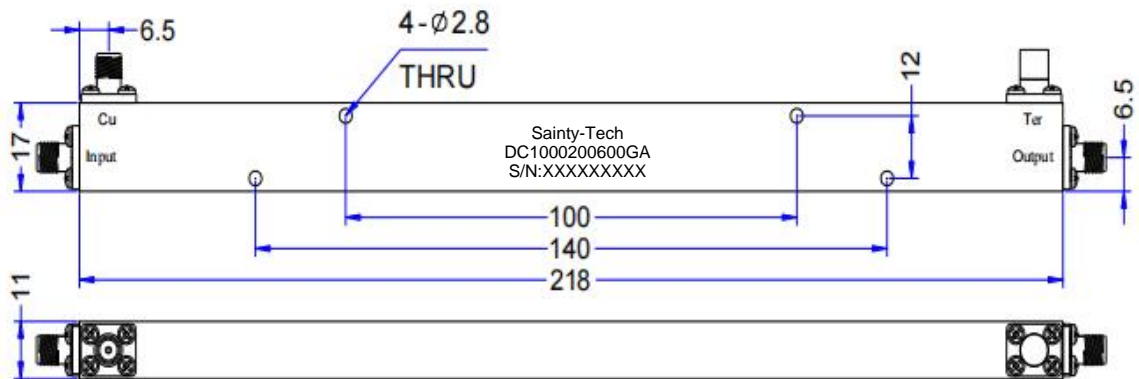 6.5
4-Ø2.8
THRU
12
6.5
17
Cu
Input
Sainty-Tech
DC1000200600GA
S/N:XXXXXXXXX
Ter
Output
100
140
218
11